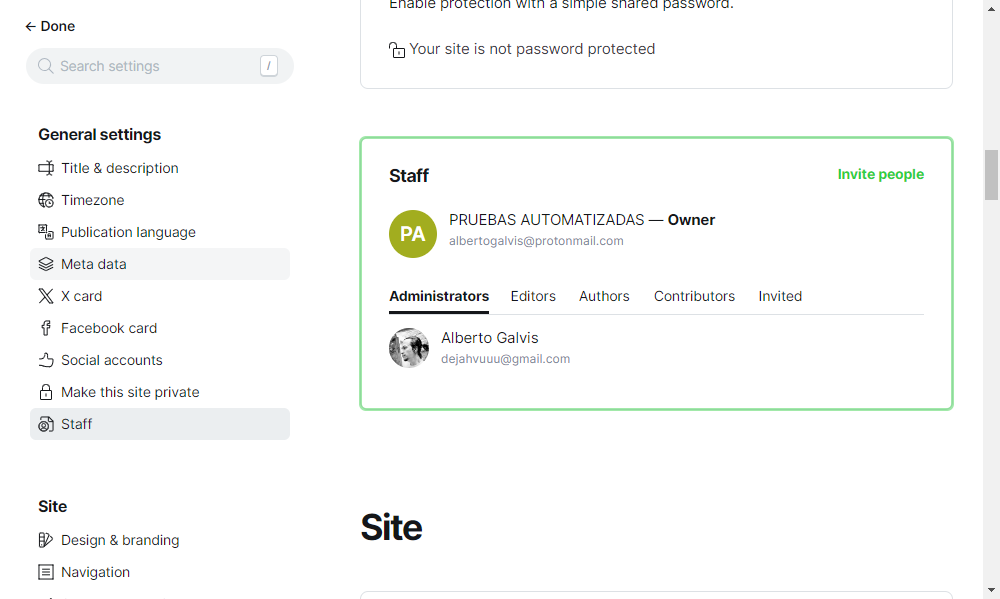 ← Done
Search settings /
General settings
Title & description
Timezone
Publication language
Meta data
X card
Facebook card
Social accounts
Make this site private
Staff
Site
Design & branding
Navigation
Enable protection with a simple shared password.
Your site is not password protected
Staff
Invite people
PA
PRUEBAS AUTOMATIZADAS — Owner
albertogalvis@protonmail.com
Administrators Editors Authors Contributors Invited
Alberto Galvis
dejahvuuu@gmail.com
Site